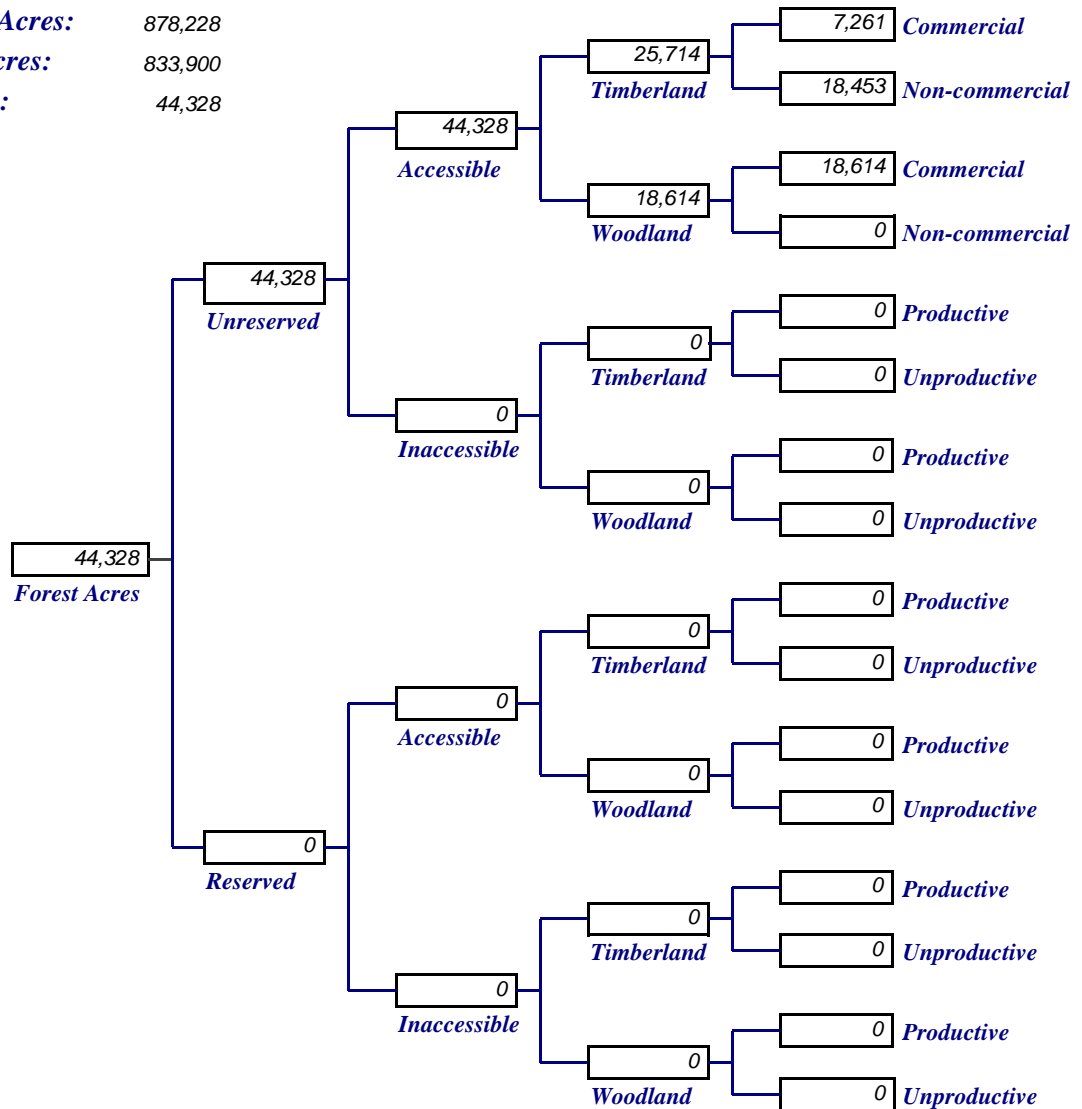 Acres: 878,228
cres: 833,900
: 44,328
7,261 Commercial
25,714
Timberland
18,453 Non-commercial
44,328
Accessible
18,614 Commercial
18,614
Woodland
0 Non-commercial
44,328
Unreserved
0 Productive
0
Timberland
0 Unproductive
0
Inaccessible
0 Productive
0
Woodland
0 Unproductive
44,328
Forest Acres
0 Productive
0
Timberland
0 Unproductive
0
Accessible
0 Productive
0
Woodland
0 Unproductive
0
Reserved
0 Productive
0
Timberland
0 Unproductive
0
Inaccessible
0 Productive
0
Woodland
0 Unproductive